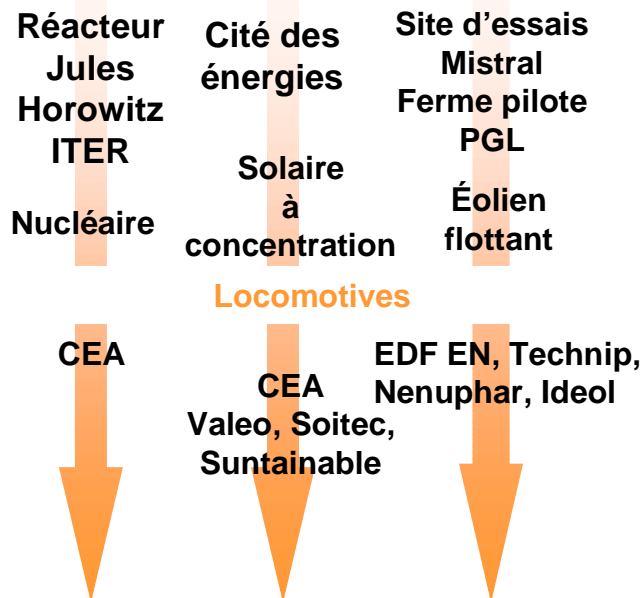 Réacteur
Jules
Horowitz
ITER
Nucléaire
Cité des
énergies
Solaire
à
concentration
Site d'essais
Mistral
Ferme pilote
PGL
Éolien
flottant
Locomotives
CEA
CEA
Valeo, Soitec,
Suntainable
EDF EN, Technip,
Nenuphar, Ideol